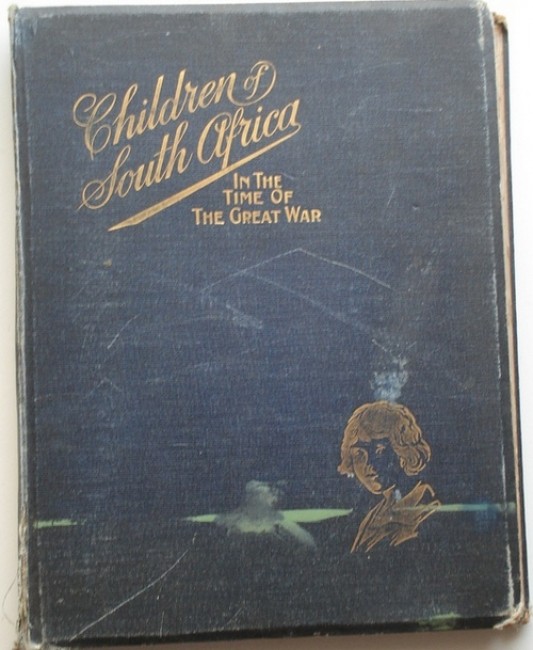 Children of
South Africa
IN THE
TIME OF
THE GREAT WAR